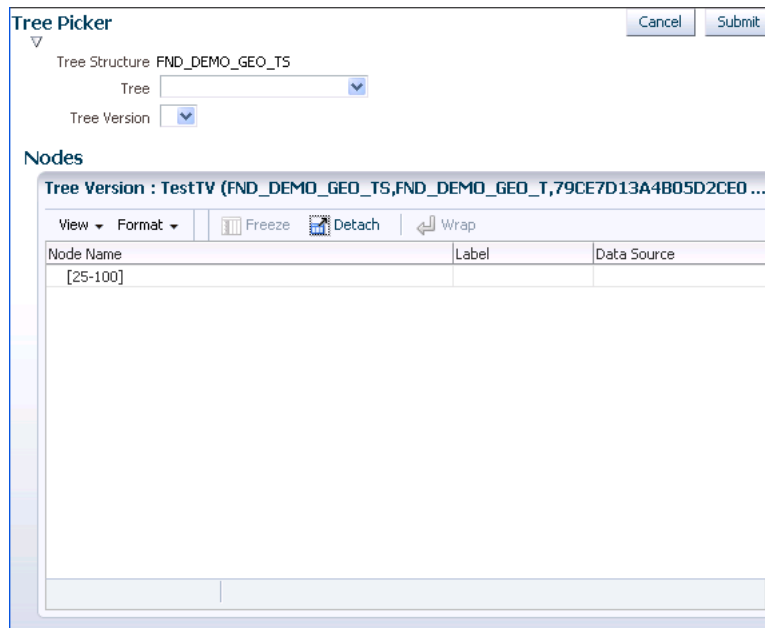 Tree Picker Cancel Submit
Tree Structure FND_DEMO_GEO_TS
Tree
Tree Version
Nodes
Tree Version : TestTV (FND_DEMO_GEO_TS,FND_DEMO_GEO_T,79CE7D13A4B05D2CE0 ...
View Format Freeze Detach Wrap
Node Name Label Data Source
[25-100]